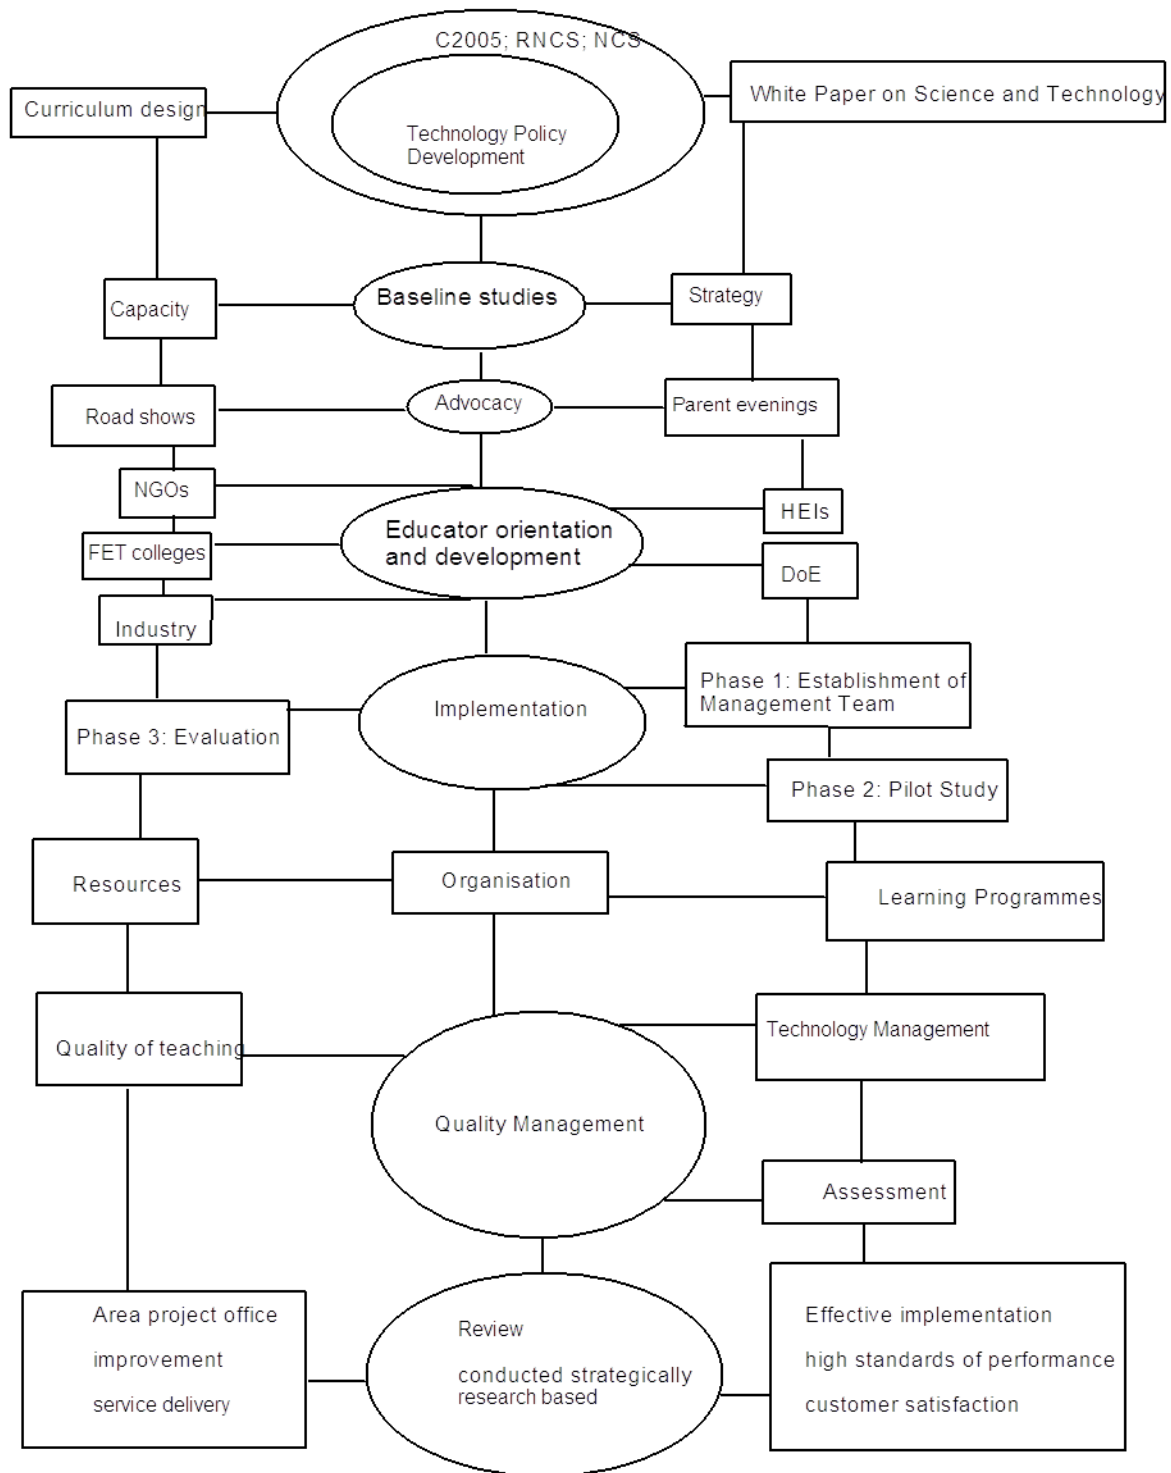 C2005; RNCS; NCS
White Paper on Science and Technology
Curriculum design
Technology Policy
Development
Baseline studies
Strategy
Capacity
Advocacy
Parent evenings
Road shows
NGOs
HEIs
Educator orientation
and development
FET colleges
DoE
Industry
Phase 1: Establishment of
Management Team
Implementation
Phase 3: Evaluation
Phase 2: Pilot Study
Resources
Organisation
Learning Programmes
Technology Management
Quality of teaching
Quality Management
Assessment
Area project office
improvement
service delivery
Review
conducted strategically
research based
Effective implementation
high standards of performance
customer satisfaction